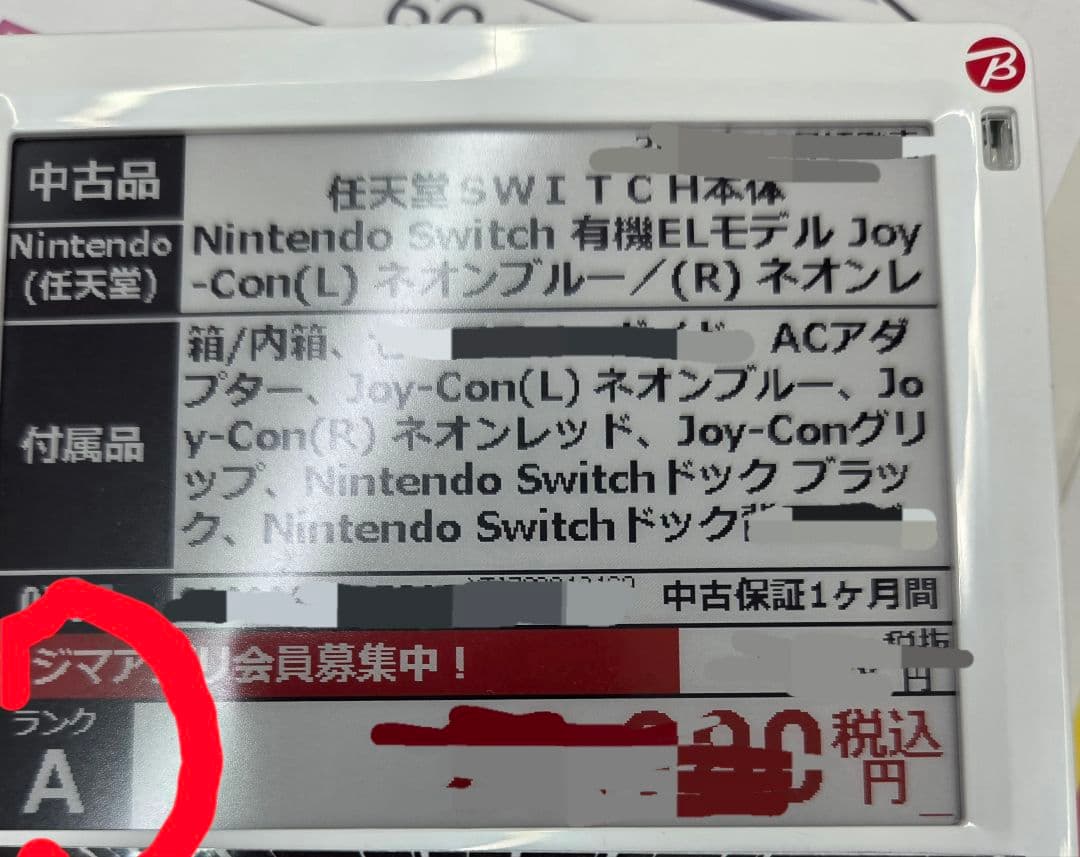 中古品
任天堂SWITCH本体
Nintendo
(任天堂)
Nintendo Switch 有機ELモデル Joy
-Con(L) ネオンブルー／(R) ネオンレ
付属品
箱/内箱、
ACアダ
プター、Joy-Con(L) ネオンブルー、Jo
y-Con(R) ネオンレッド、Joy-Conグリ
ップ、Nintendo Switchドック ブラッ
ク、Nintendo Switchドック
中古保証1ヶ月間
ジマア
リ会員募集中！
税抜
円
ランク
A
税込
円